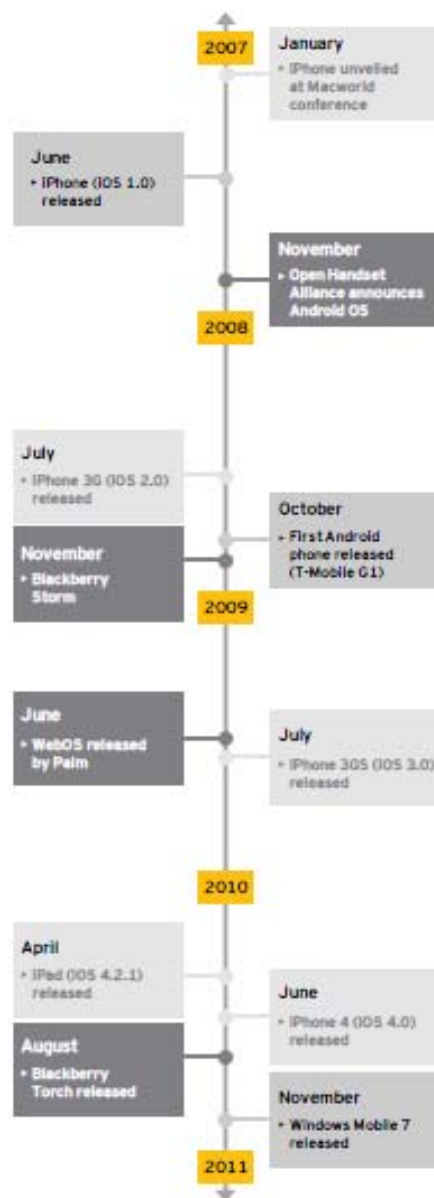 2007
January
‣ iPhone unveiled
at Macworld
conference
June
‣ iPhone (iOS 1.0)
released
November
‣ Open Handset
Alliance announces
Android OS
2008
July
‣ iPhone 3G (iOS 2.0)
released
October
‣ First Android
phone released
(T-Mobile G1)
November
‣ Blackberry
Storm
2009
June
‣ WebOS released
by Palm
July
‣ iPhone 3GS (iOS 3.0)
released
2010
April
‣ iPad (iOS 4.2.1)
released
June
‣ iPhone 4 (iOS 4.0)
released
August
‣ Blackberry
Torch released
November
‣ Windows Mobile 7
released
2011